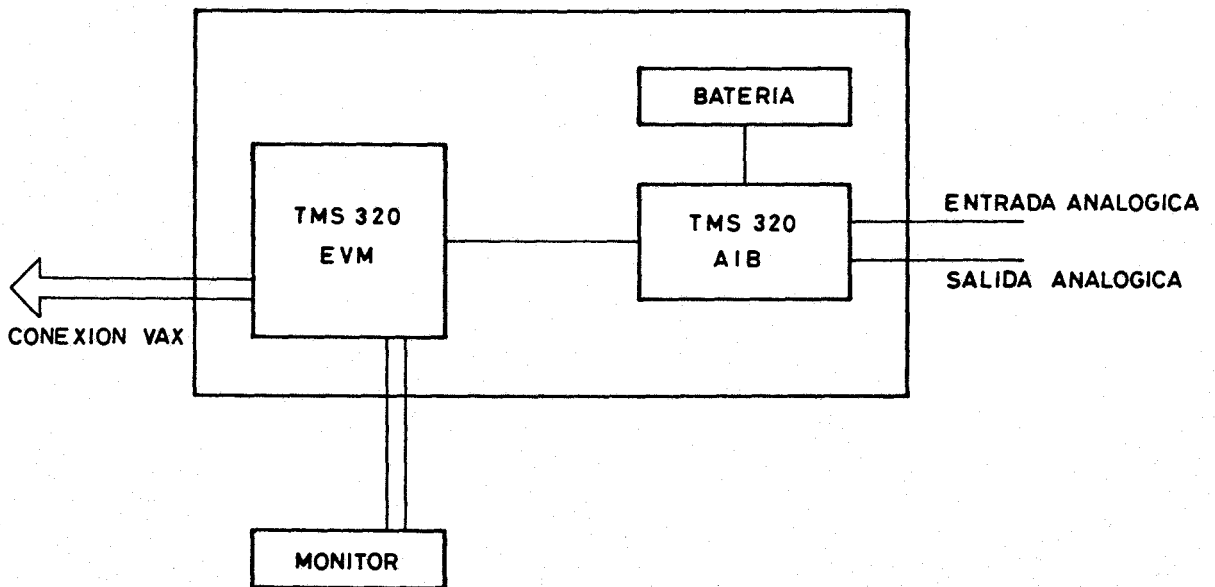 BATERIA
TMS 320
EVM
TMS 320
AIB
ENTRADA ANALOGICA
SALIDA ANALOGICA
CONEXION VAX
MONITOR